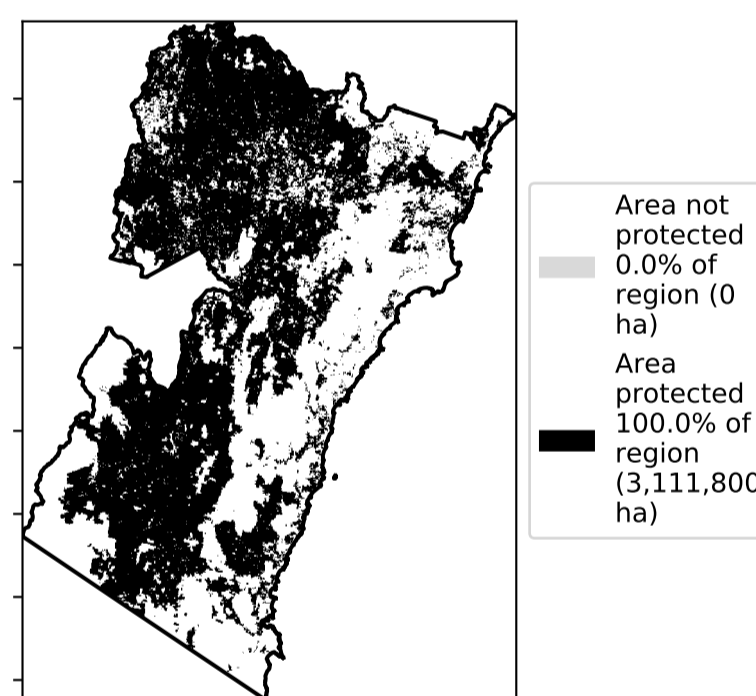 Area not
protected
0.0% of
region (0
ha)
Area
protected
100.0% of
region
(3,111,800
ha)